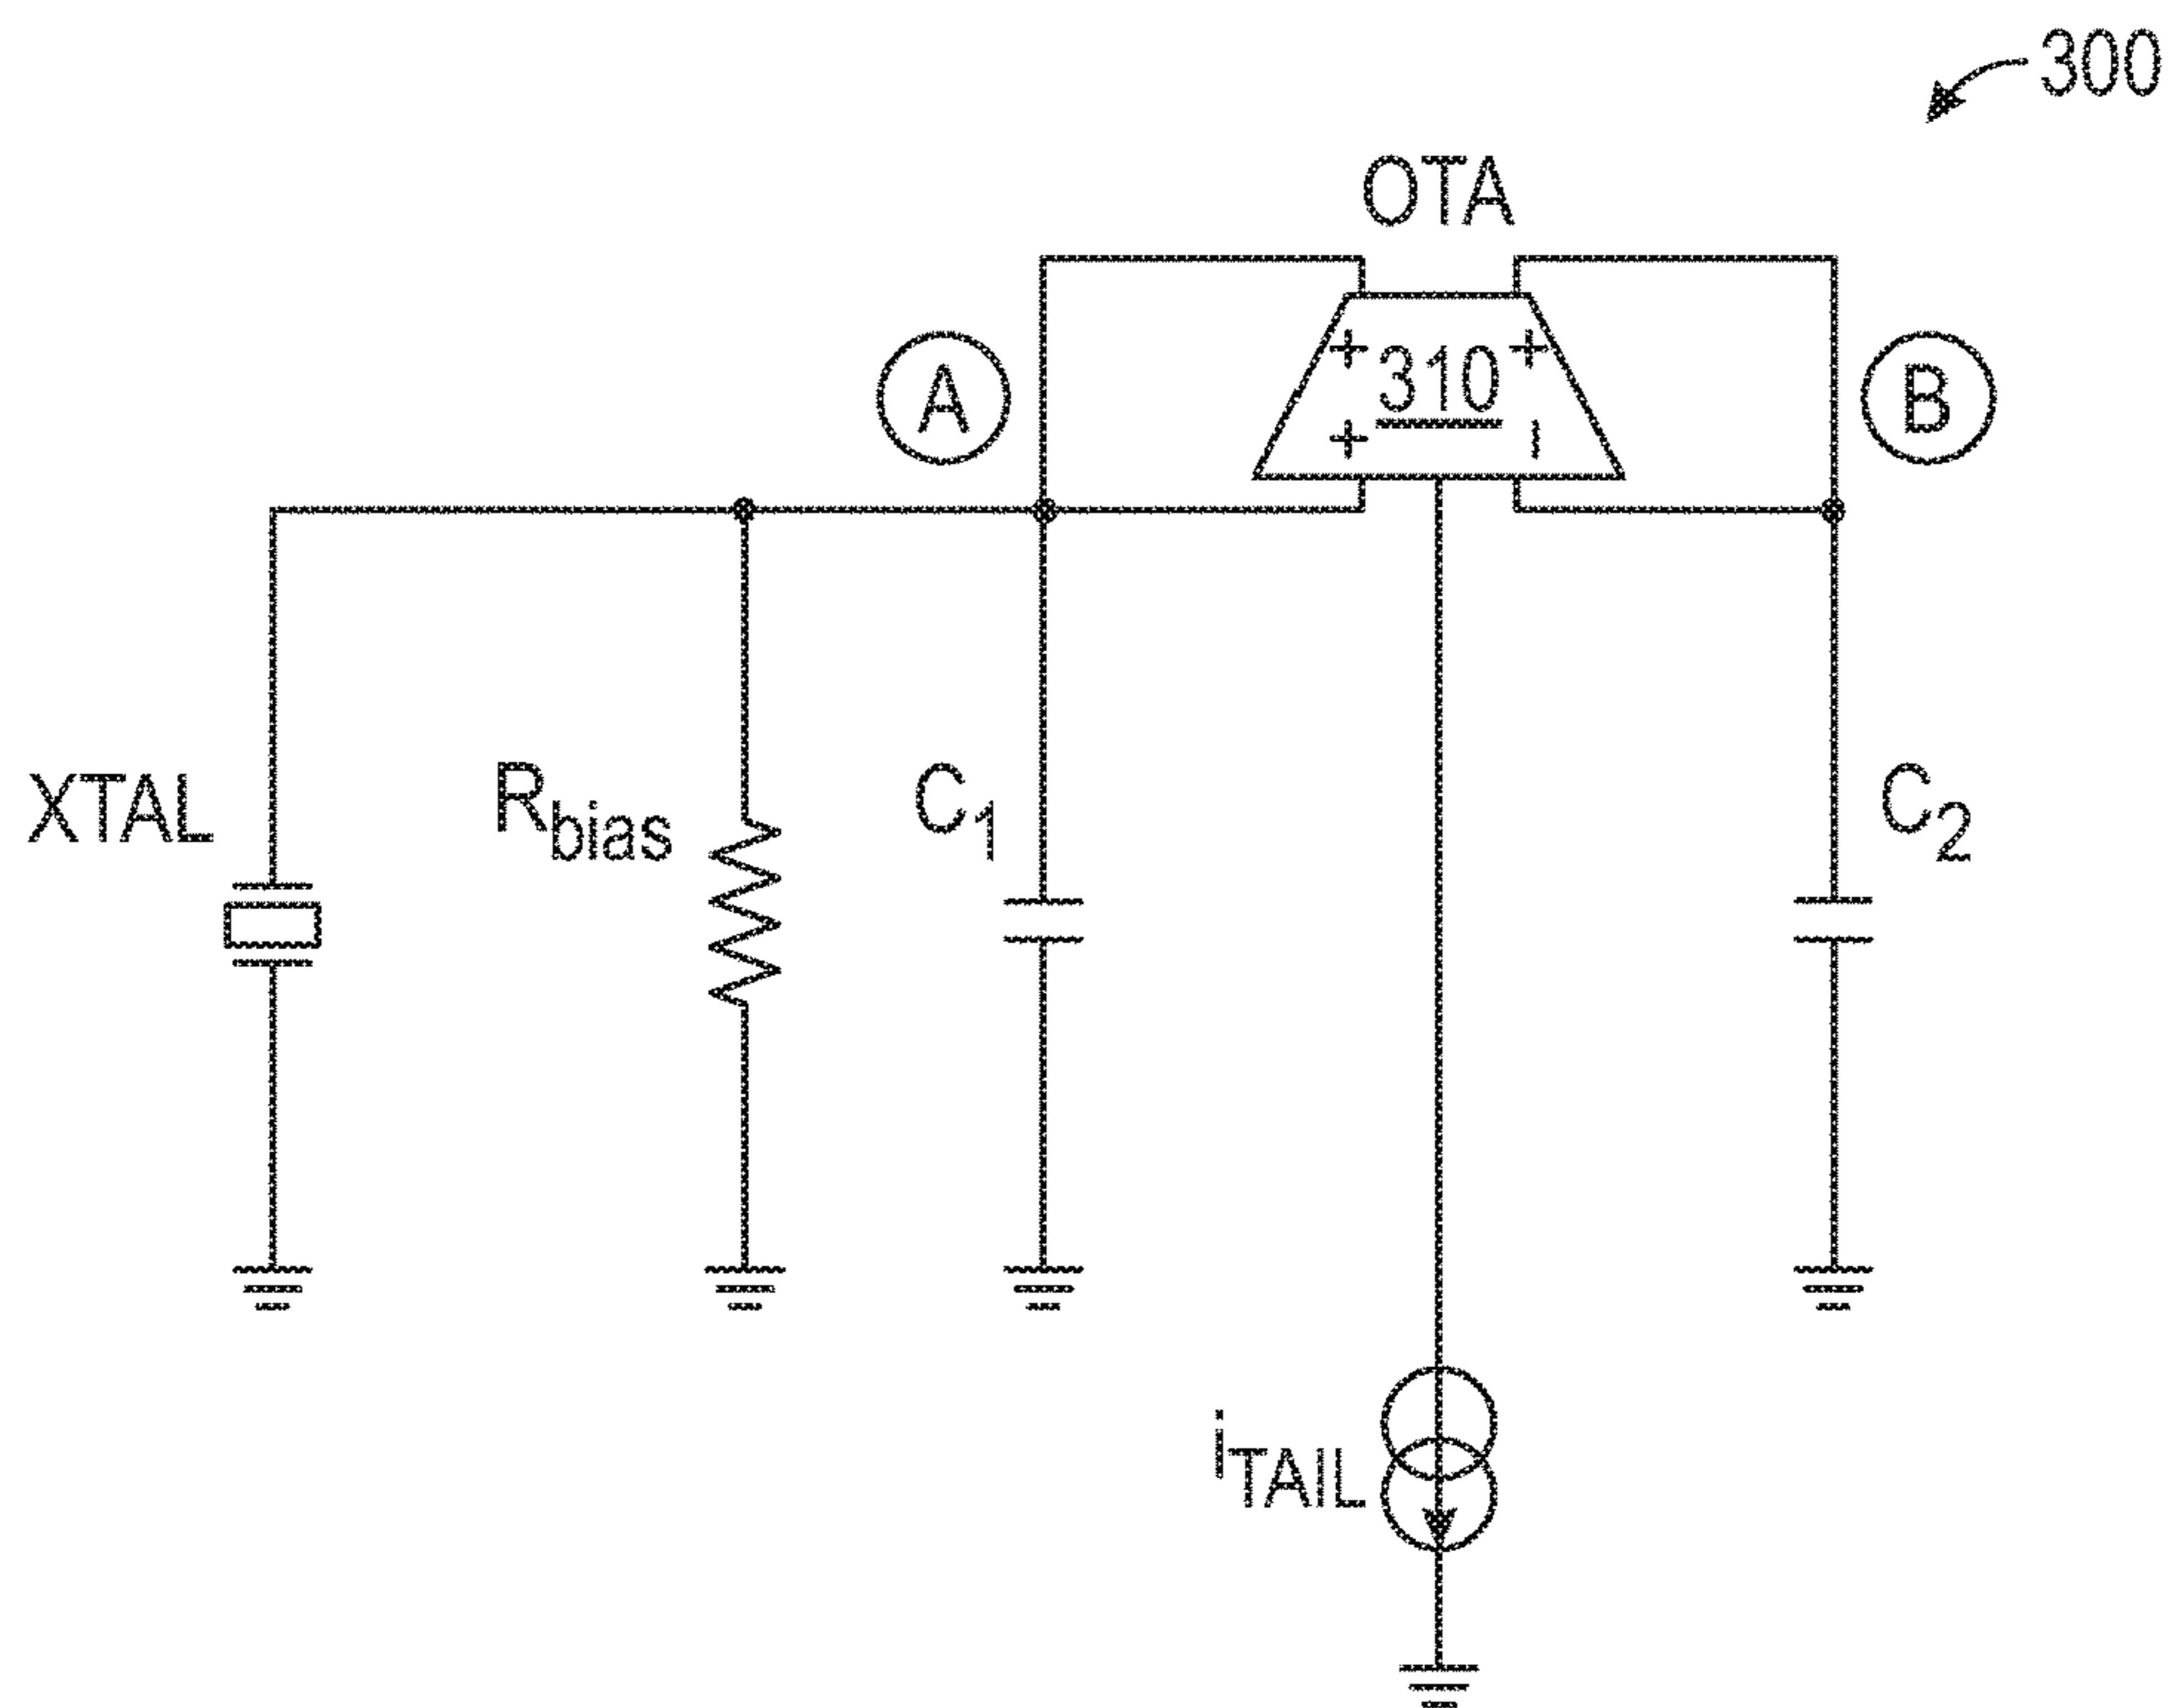 300
OTA
A
+ 310 +
+ -
B
XTAL
Rbias
C1
C2
iTAIL